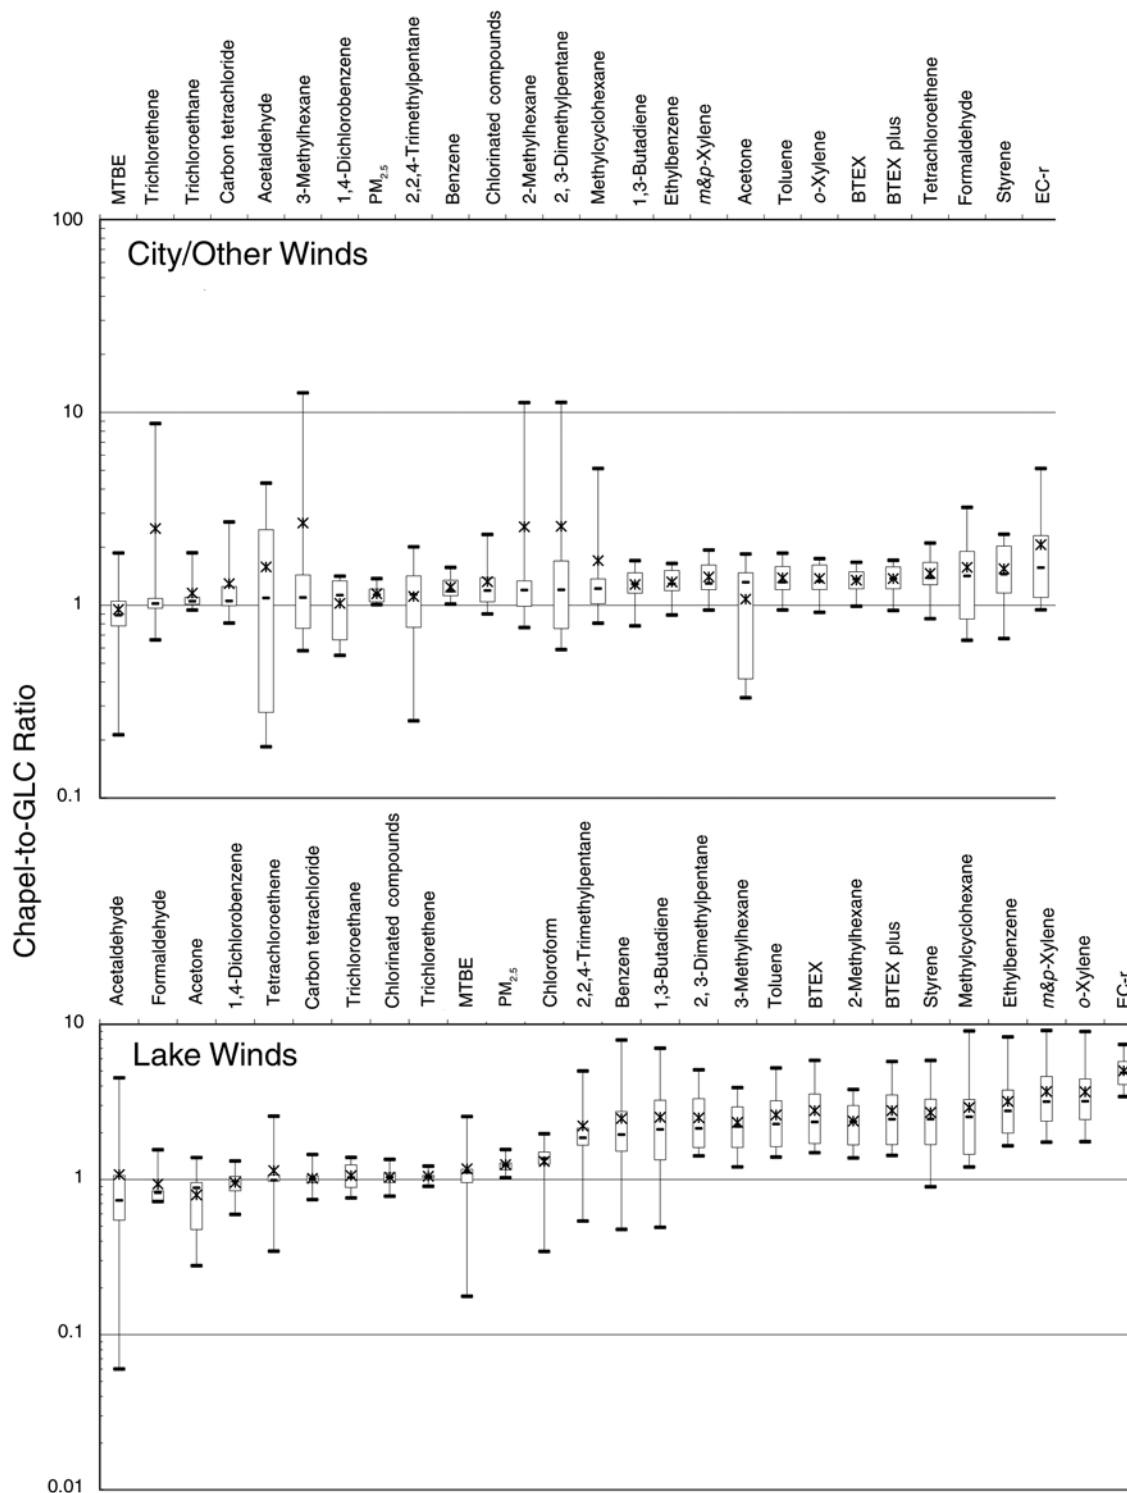 MTBE
Trichlorethene
Trichloroethane
Carbon tetrachloride
Acetaldehyde
3-Methylhexane
1,4-Dichlorobenzene
PM2.5
2,2,4-Trimethylpentane
Benzene
Chlorinated compounds
2-Methylhexane
2, 3-Dimethylpentane
Methylcyclohexane
1,3-Butadiene
Ethylbenzene
m&p-Xylene
Acetone
Toluene
o-Xylene
BTEX
BTEX plus
Tetrachloroethene
Formaldehyde
Styrene
EC-r
100
City/Other Winds
10
1
0.1
Chapel-to-GLC Ratio
Acetaldehyde
Formaldehyde
Acetone
1,4-Dichlorobenzene
Tetrachloroethene
Carbon tetrachloride
Trichloroethane
Chlorinated compounds
Trichlorethene
MTBE
PM2.5
Chloroform
2,2,4-Trimethylpentane
Benzene
1,3-Butadiene
2, 3-Dimethylpentane
3-Methylhexane
Toluene
BTEX
2-Methylhexane
BTEX plus
Styrene
Methylcyclohexane
Ethylbenzene
m&p-Xylene
o-Xylene
EC-r
10
Lake Winds
1
0.1
0.01